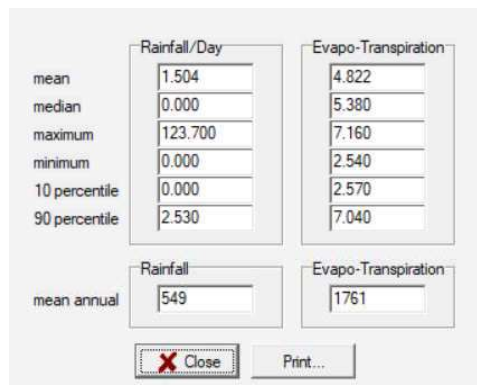 Rainfall/Day Evapo-Transpiration
mean 1.504 4.822
median 0.000 5.380
maximum 123.700 7.160
minimum 0.000 2.540
10 percentile 0.000 2.570
90 percentile 2.530 7.040
Rainfall Evapo-Transpiration
mean annual 549 1761
Close Print...